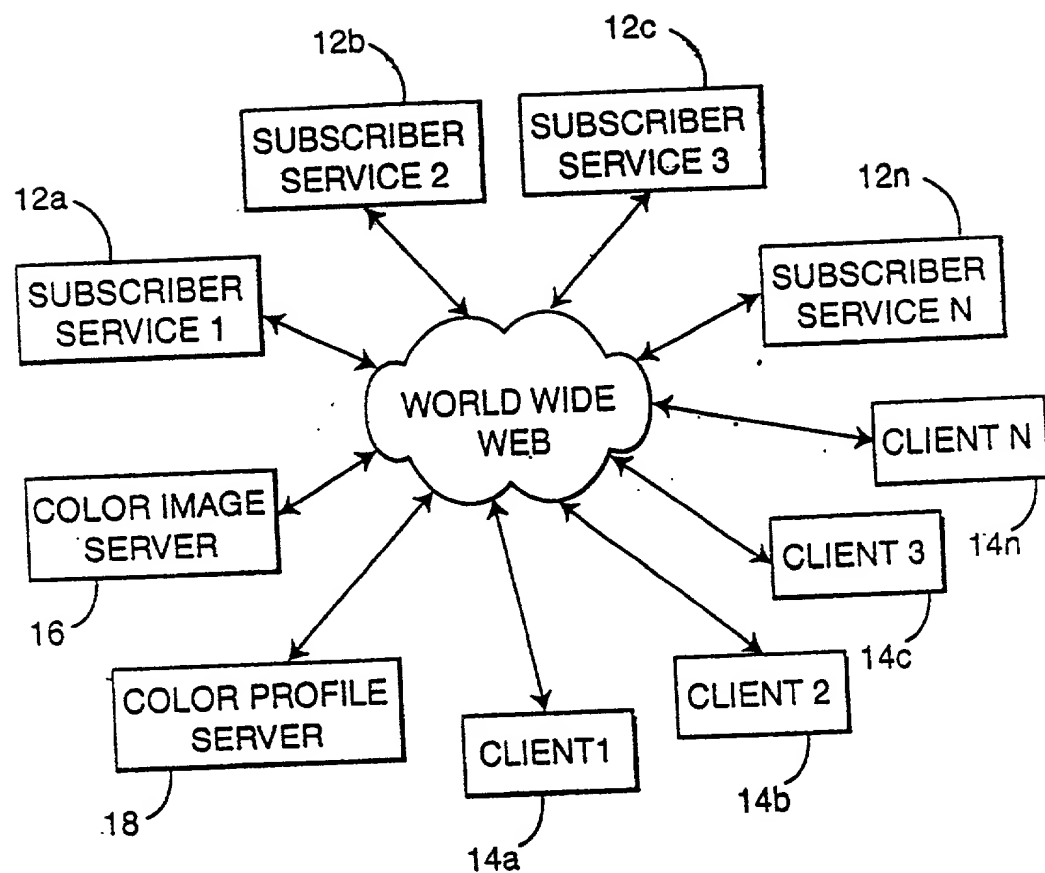 12b
12c
SUBSCRIBER
SERVICE 2
SUBSCRIBER
SERVICE 3
12a
12n
SUBSCRIBER
SERVICE 1
SUBSCRIBER
SERVICE N
WORLD WIDE
WEB
CLIENT N
14n
COLOR IMAGE
SERVER
16
CLIENT 3
14c
COLOR PROFILE
SERVER
18
CLIENT1
14a
CLIENT 2
14b